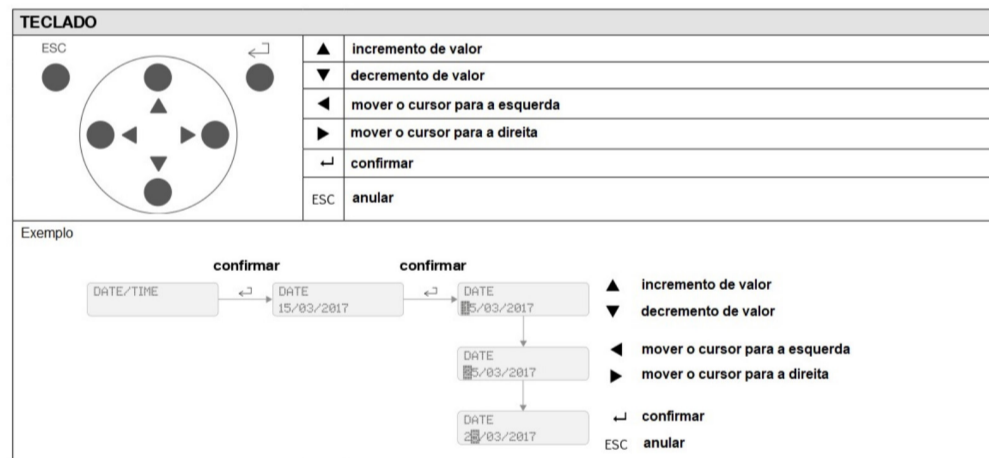 TECLADO
ESC
▲ incremento de valor
▼ decremento de valor
◀ mover o cursor para a esquerda
▶ mover o cursor para a direita
↵ confirmar
ESC anular
Exemplo
confirmar confirmar
DATE/TIME ↵ DATE ↵ DATE
15/03/2017 15/03/2017
▲ incremento de valor
▼ decremento de valor
DATE
25/03/2017
◀ mover o cursor para a esquerda
▶ mover o cursor para a direita
DATE
25/03/2017
↵ confirmar
ESC anular